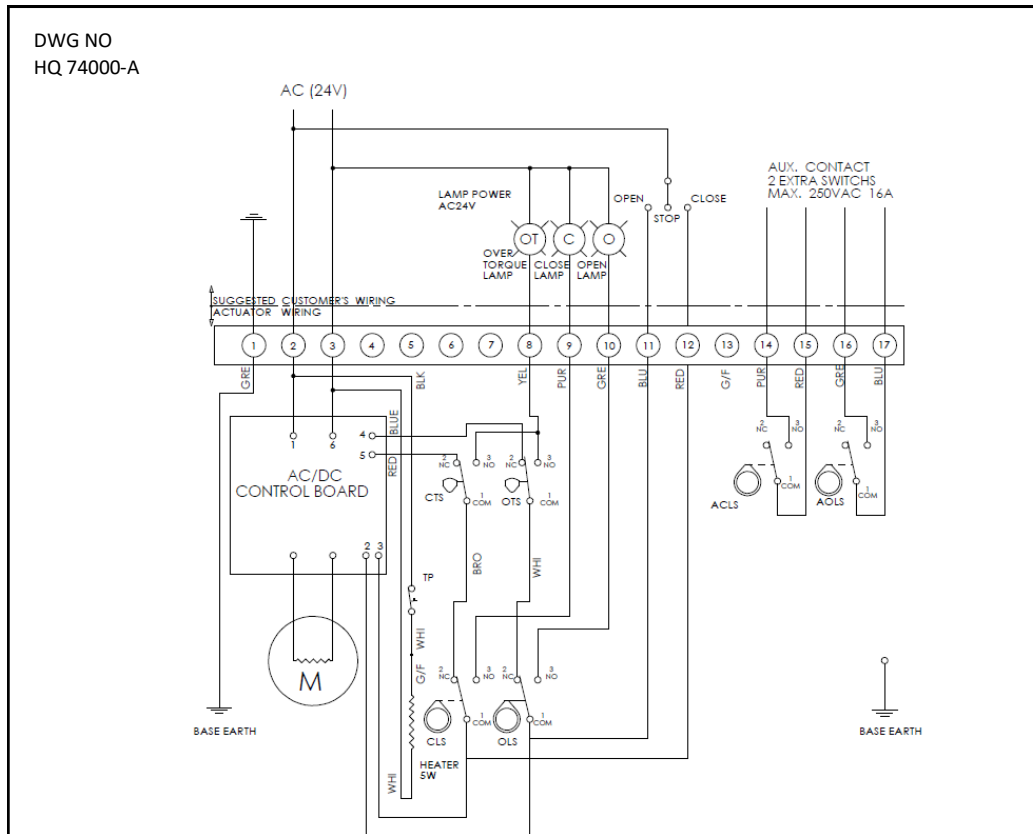 DWG NO
HQ 74000-A
AC (24V)
LAMP POWER
AC24V
OPEN
STOP
CLOSE
AUX. CONTACT
2 EXTRA SWITCHS
MAX. 250VAC 16A
OT
C
O
OVER
TORQUE
LAMP
CLOSE
LAMP
OPEN
LAMP
SUGGESTED CUSTOMER'S WIRING
ACTUATOR WIRING
1 2 3 4 5 6 7 8 9 10 11 12 13 14 15 16 17
GRE
BLK
YEL
PUR
GRE
BLU
RED
G/F
PUR
RED
GRE
BLU
1
6
4
5
BLUE
RED
AC/DC
CONTROL BOARD
2 3
2
NC
3
NO
1
COM
CTS
2
NC
3
NO
1
COM
OTS
2
NC
3
NO
1
COM
ACLS
2
NC
3
NO
1
COM
AOLS
BRO
WHI
TP
WHI
G/F
M
2
NC
3
NO
1
COM
CLS
2
NC
3
NO
1
COM
OLS
HEATER
5W
WHI
BASE EARTH
BASE EARTH